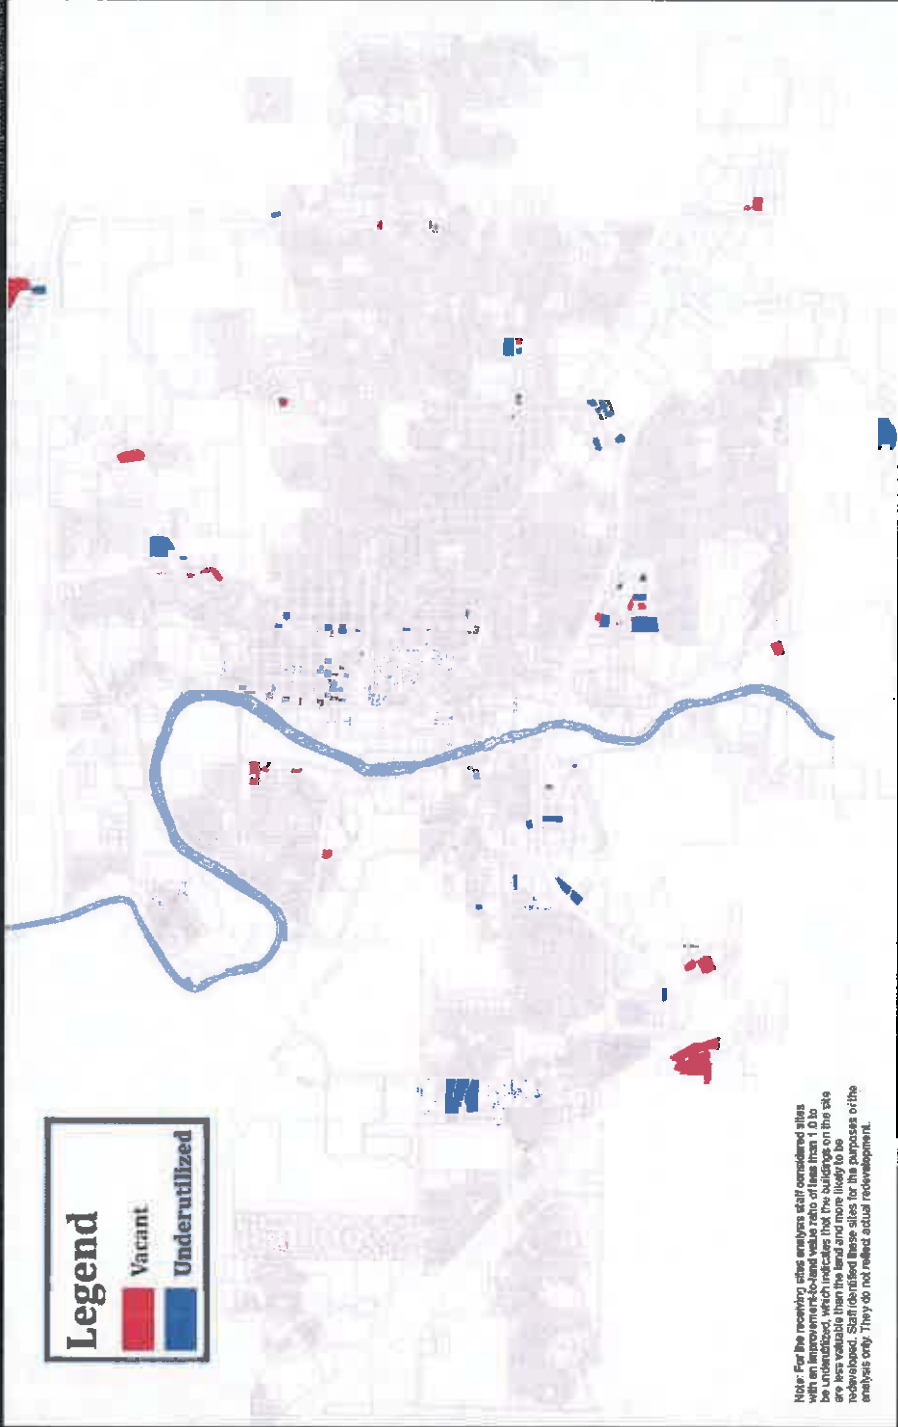 Legend
Vacant
Underutilized
Note: For the receiving sites analysis staff considered sites
with an improvement-to-land value ratio of less than 1.0 to
be underutilized, which indicates that the buildings on the site
are less valuable than the land and more likely to be
redeveloped. Staff identified these sites for the purposes of the
analysis only. They do not reflect actual redevelopment.